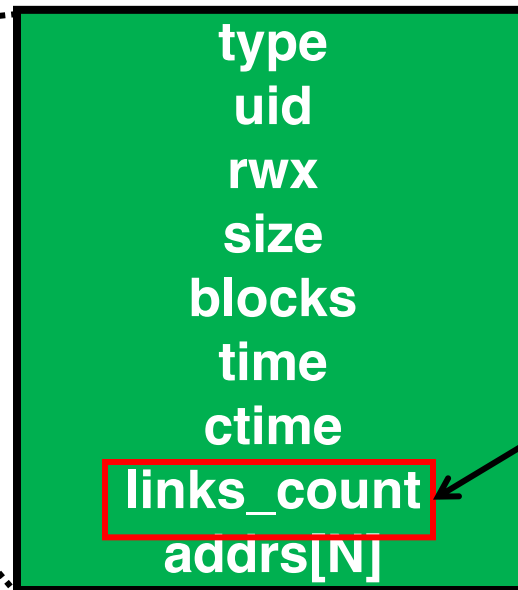 type
uid
rwx
size
blocks
time
ctime
links_count
addrs[N]